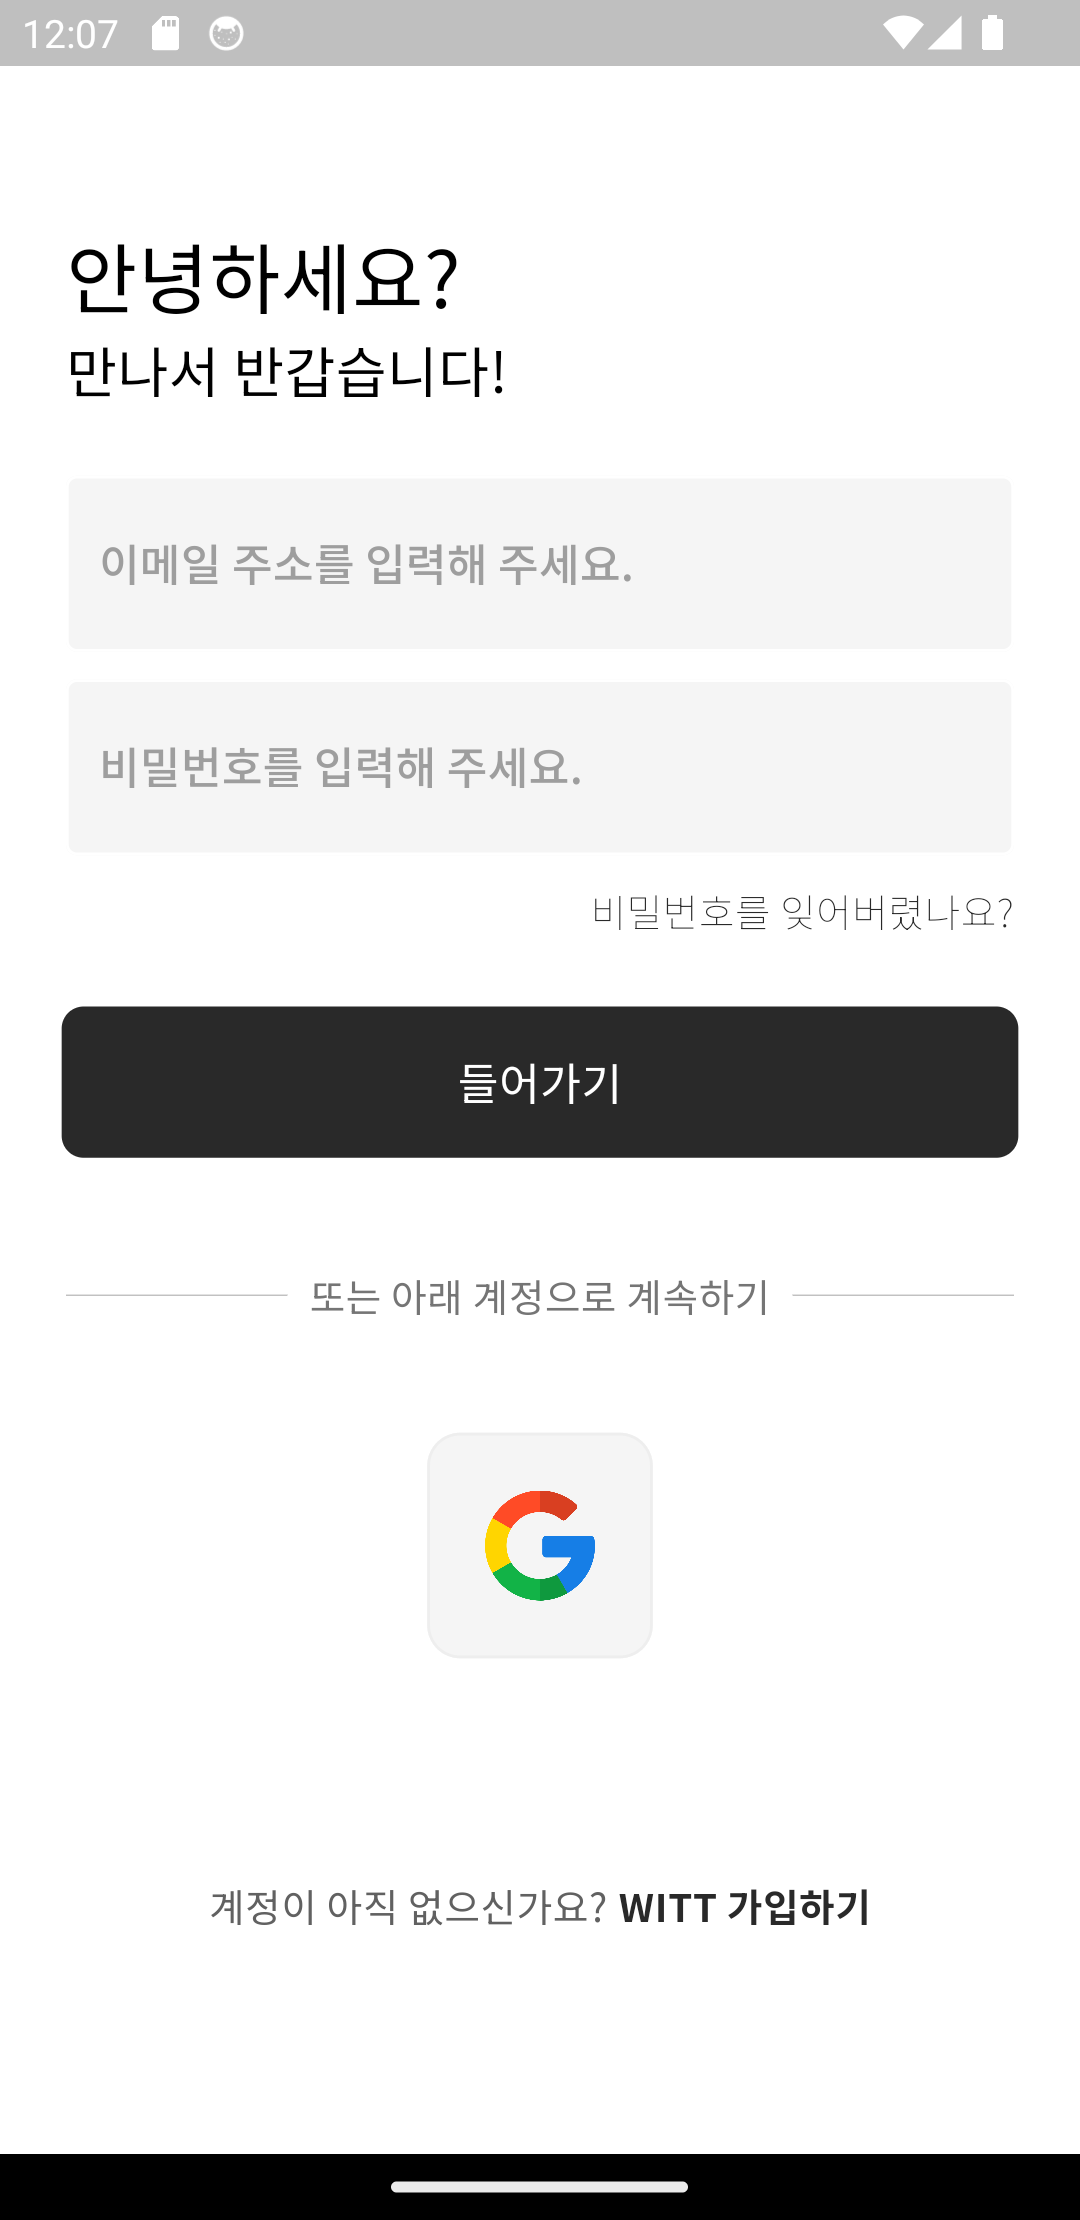 12:07
안녕하세요?
만나서 반갑습니다!
이메일 주소를 입력해 주세요.
비밀번호를 입력해 주세요.
비밀번호를 잊어버렸나요?
들어가기
또는 아래 계정으로 계속하기
계정이 아직 없으신가요? WITT 가입하기